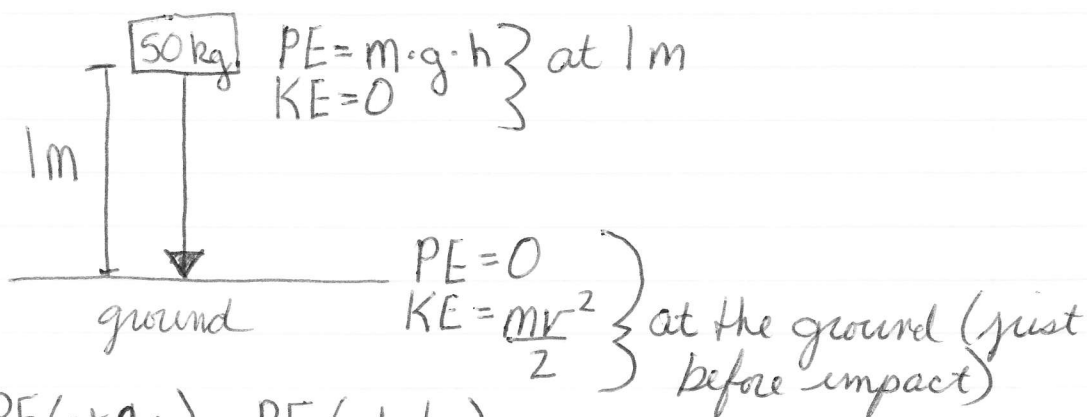 50 kg PE = m·g·h } at 1m
KE = 0
1m
PE = 0
KE = mv²/2 } at the ground (just
before impact)
ground